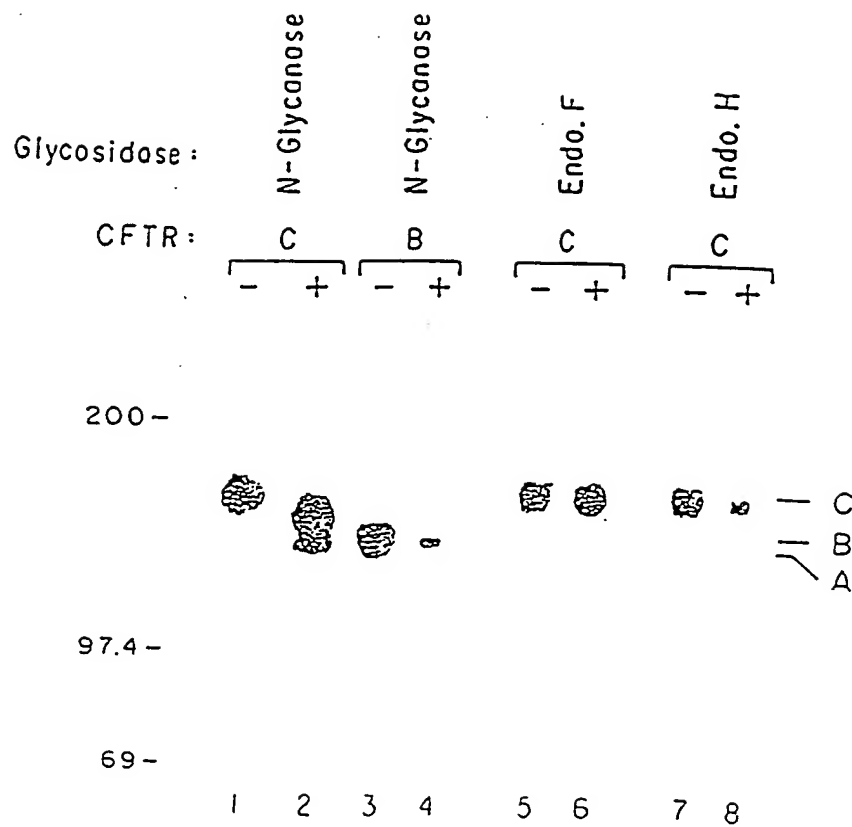 N-Glycanase N-Glycanase Endo. F Endo. H
Glycosidase:
CFTR: C B C C
- + - + - + - +
200-
C
B
A
97.4-
69-
1 2 3 4 5 6 7 8